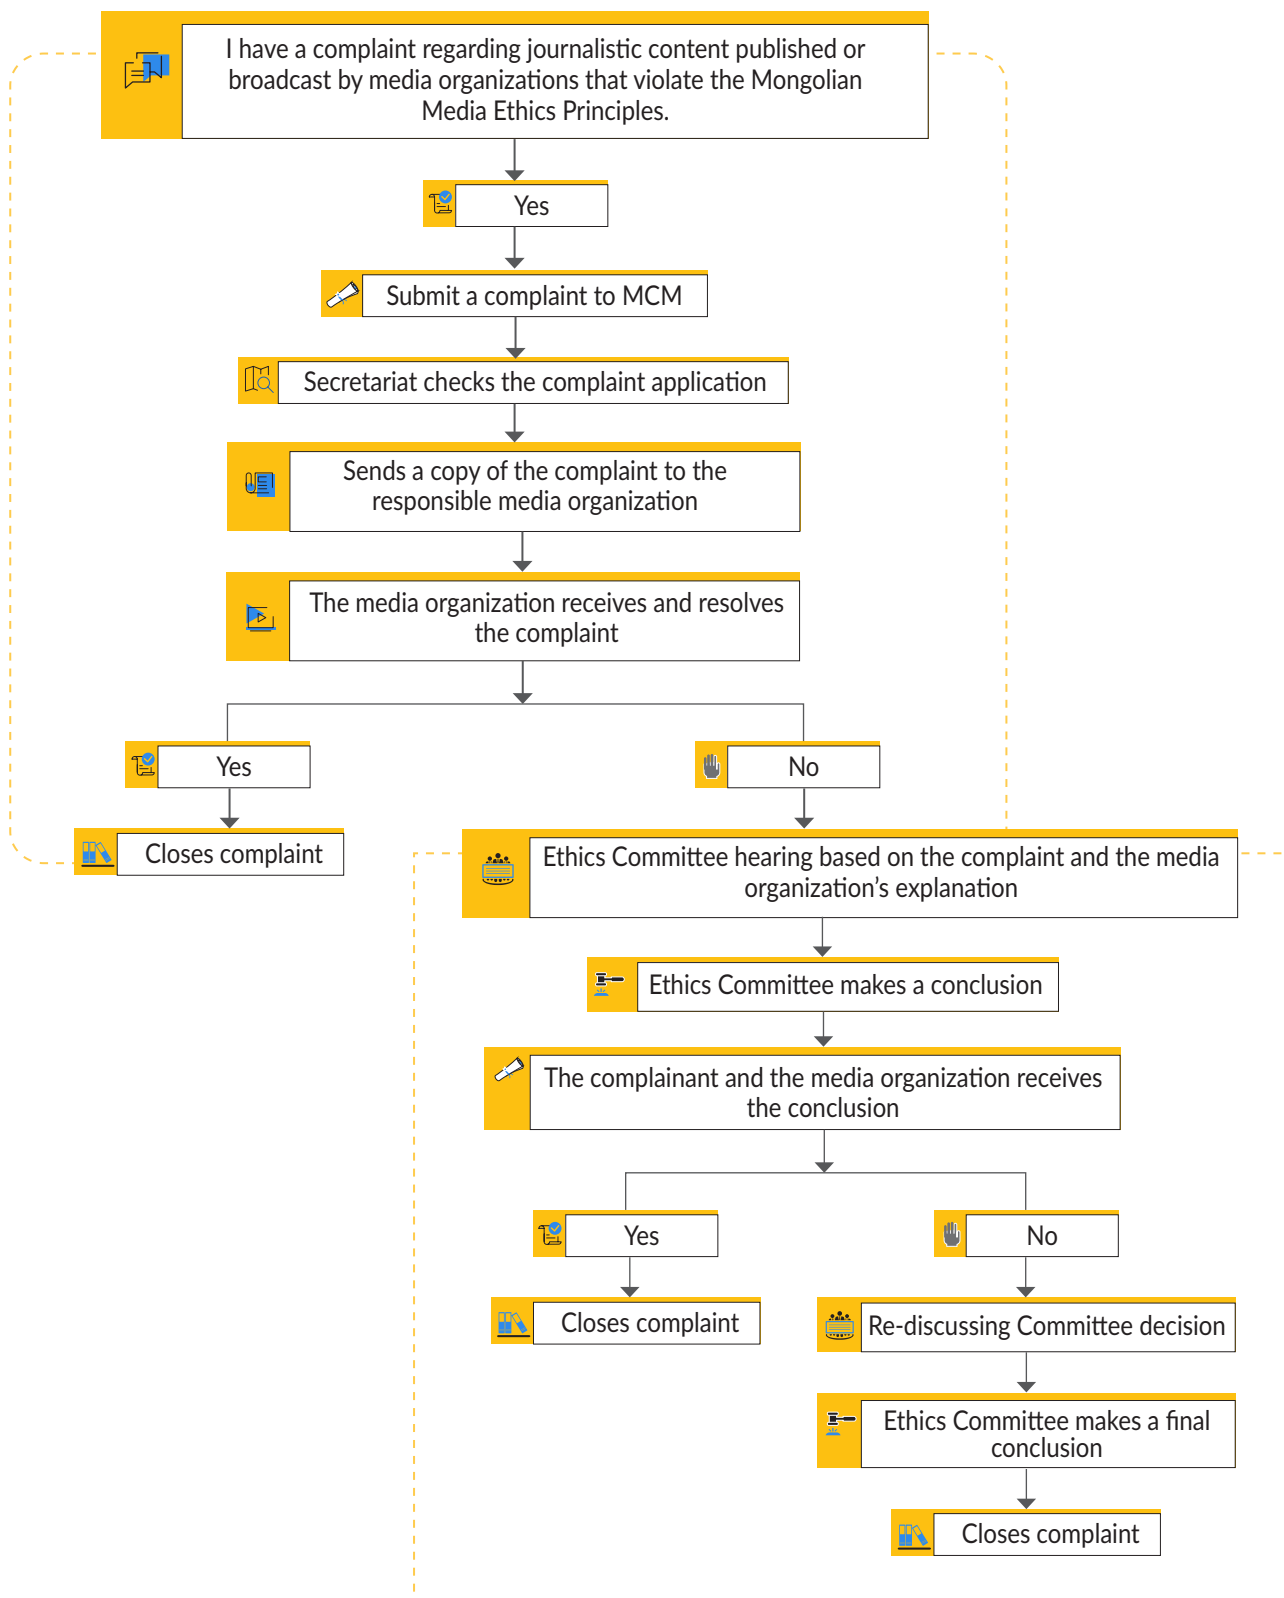 I have a complaint regarding journalistic content published or
broadcast by media organizations that violate the Mongolian
Media Ethics Principles.
Yes
Submit a complaint to MCM
Secretariat checks the complaint application
Sends a copy of the complaint to the
responsible media organization
The media organization receives and resolves
the complaint
Yes
No
Closes complaint
Ethics Committee hearing based on the complaint and the media
organization’s explanation
Ethics Committee makes a conclusion
The complainant and the media organization receives
the conclusion
Yes
No
Closes complaint
Re-discussing Committee decision
Ethics Committee makes a final
conclusion
Closes complaint